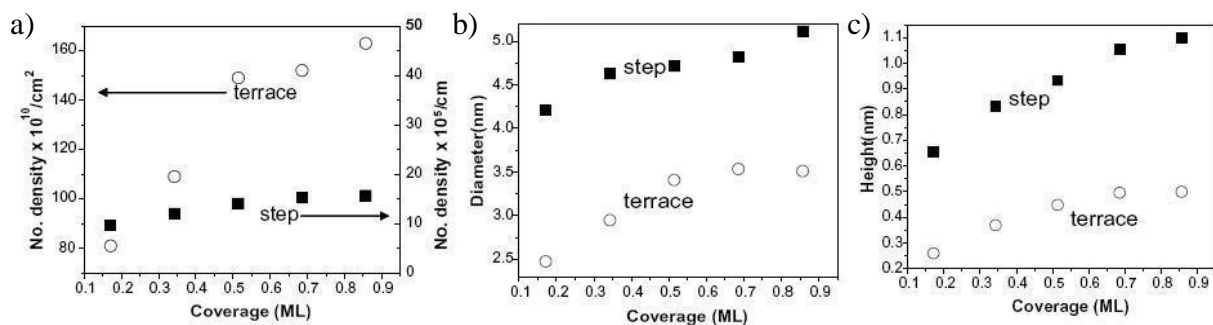 a)
No. density x 10^10/cm^2
160
140
120
100
80
terrace
step
50
40
30
20
10
0
No. density x 10^5/cm
0.1 0.2 0.3 0.4 0.5 0.6 0.7 0.8 0.9
Coverage (ML)
b)
Diameter(nm)
5.0
4.5
4.0
3.5
3.0
2.5
step
terrace
0.1 0.2 0.3 0.4 0.5 0.6 0.7 0.8 0.9
Coverage (ML)
c)
Height(nm)
1.1
1.0
0.9
0.8
0.7
0.6
0.5
0.4
0.3
0.2
step
terrace
0.1 0.2 0.3 0.4 0.5 0.6 0.7 0.8 0.9
Coverage (ML)